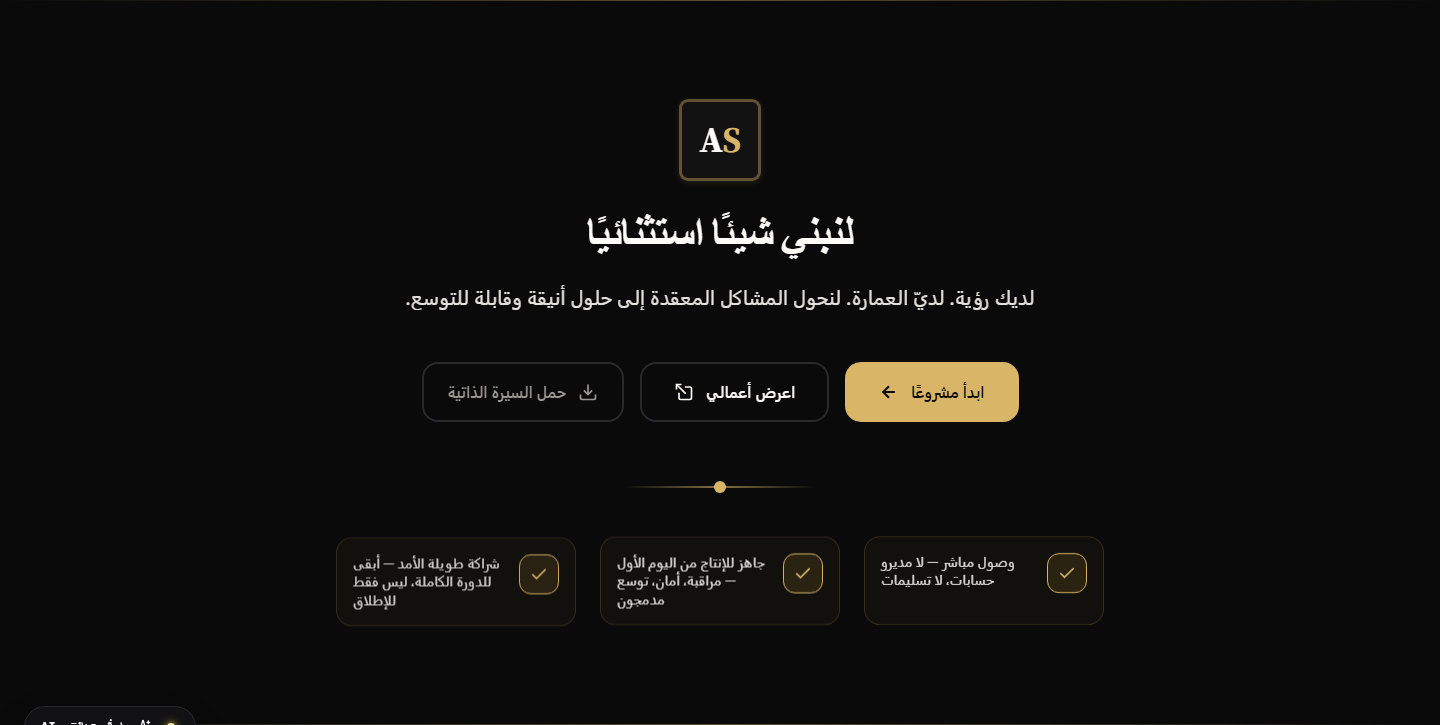 AS
لنبني شيئًا استثنائيًا
لديك رؤية. لديّ العمارة. لنحول المشاكل المعقدة إلى حلول أنيقة وقابلة للتوسع.
ابدأ مشروعًا
اعرض أعمالي
حمل السيرة الذاتية
وصول مباشر — لا مديرو
حسابات، لا تسليمات
جاهز للإنتاج من اليوم الأول
— مراقبة، أمان، توسع
مدمجون
شراكة طويلة الأمد — أبقى
للدورة الكاملة، ليس فقط
للإطلاق